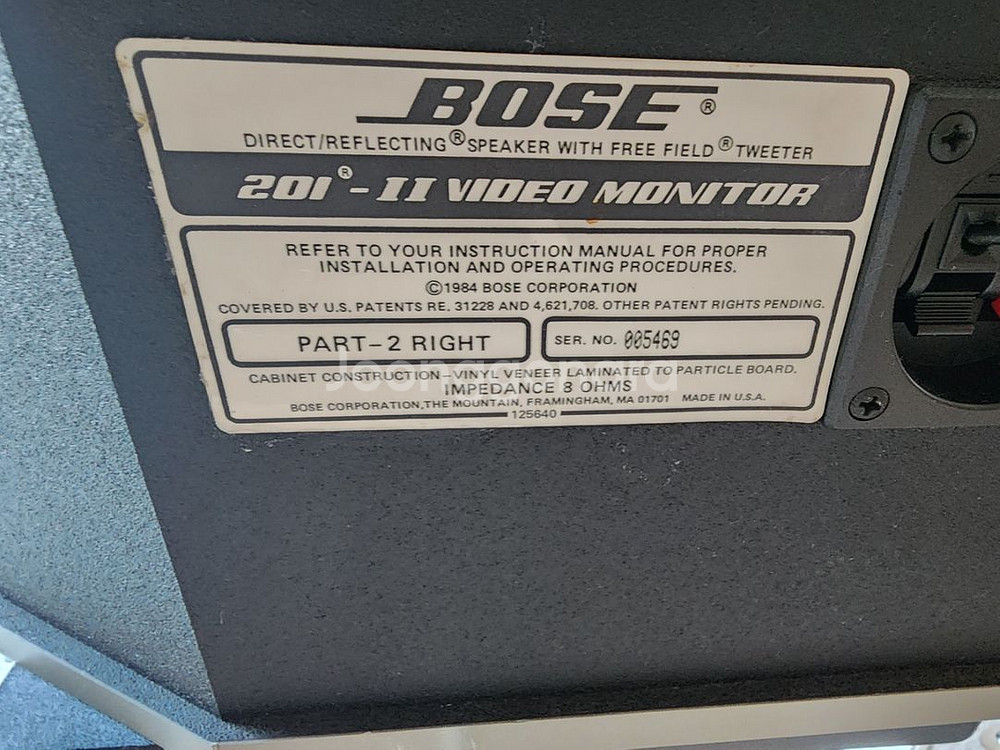 BOSE®
DIRECT/REFLECTING® SPEAKER WITH FREE FIELD® TWEETER
201®-II VIDEO MONITOR
REFER TO YOUR INSTRUCTION MANUAL FOR PROPER
INSTALLATION AND OPERATING PROCEDURES.
©1984 BOSE CORPORATION
COVERED BY U.S. PATENTS RE. 31228 AND 4,621,708. OTHER PATENT RIGHTS PENDING.
PART-2 RIGHT
SER. NO. 005469
Joonggonara
CABINET CONSTRUCTION-VINYL VENEER LAMINATED TO PARTICLE BOARD.
IMPEDANCE 8 OHMS
BOSE CORPORATION, THE MOUNTAIN, FRAMINGHAM, MA 01701 MADE IN U.S.A.
125640